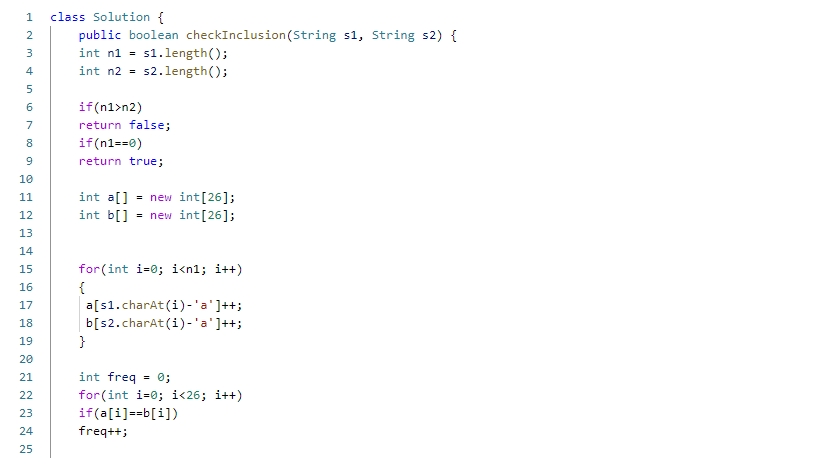 1 class Solution {
2 public boolean checkInclusion(String s1, String s2) {
3 int n1 = s1.length();
4 int n2 = s2.length();
5
6 if(n1>n2)
7 return false;
8 if(n1==0)
9 return true;
10
11 int a[] = new int[26];
12 int b[] = new int[26];
13
14
15 for(int i=0; i<n1; i++)
16 {
17 a[s1.charAt(i)-'a']++;
18 b[s2.charAt(i)-'a']++;
19 }
20
21 int freq = 0;
22 for(int i=0; i<26; i++)
23 if(a[i]==b[i])
24 freq++;
25